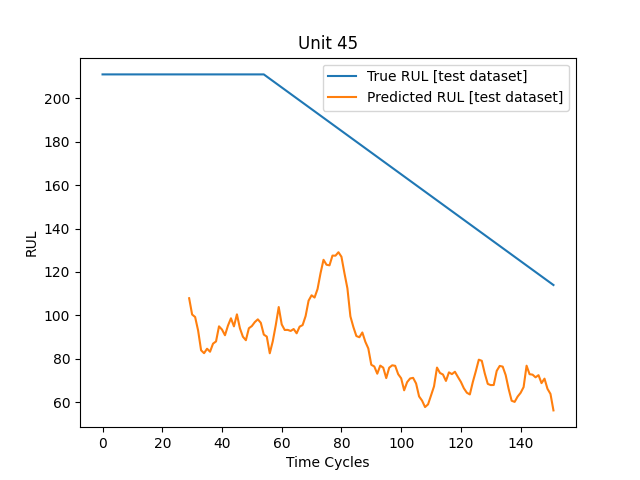 Unit 45
True RUL [test dataset]
Predicted RUL [test dataset]
RUL
200
180
160
140
120
100
80
60
0 20 40 60 80 100 120 140
Time Cycles